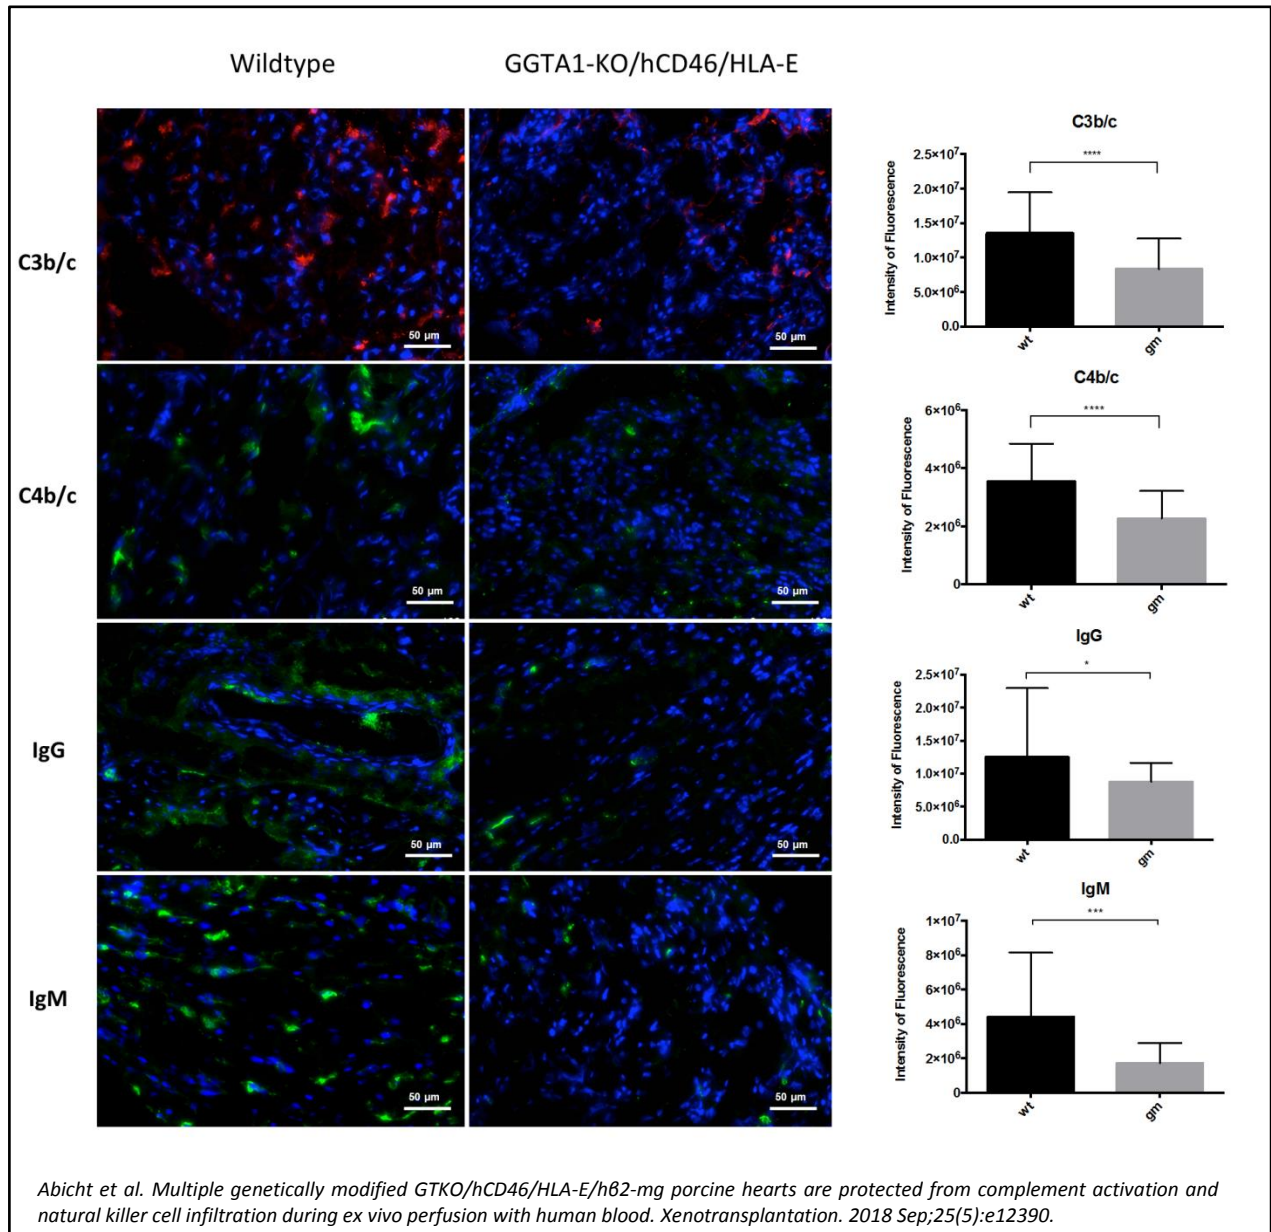 Wildtype
GGTA1-KO/hCD46/HLA-E
C3b/c
50 µm
50 µm
C3b/c
Intensity of Fluorescence
2.5×10⁷
2.0×10⁷
1.5×10⁷
1.0×10⁷
5.0×10⁶
0.0
****
wt
gm
C4b/c
50 µm
50 µm
C4b/c
Intensity of Fluorescence
6×10⁶
4×10⁶
2×10⁶
0
****
wt
gm
IgG
50 µm
50 µm
IgG
Intensity of Fluorescence
2.5×10⁷
2.0×10⁷
1.5×10⁷
1.0×10⁷
5.0×10⁶
0.0
*
wt
gm
IgM
50 µm
50 µm
IgM
Intensity of Fluorescence
1×10⁷
8×10⁶
6×10⁶
4×10⁶
2×10⁶
0
***
wt
gm
Abicht et al. Multiple genetically modified GTKO/hCD46/HLA-E/hβ2-mg porcine hearts are protected from complement activation and
natural killer cell infiltration during ex vivo perfusion with human blood. Xenotransplantation. 2018 Sep;25(5):e12390.